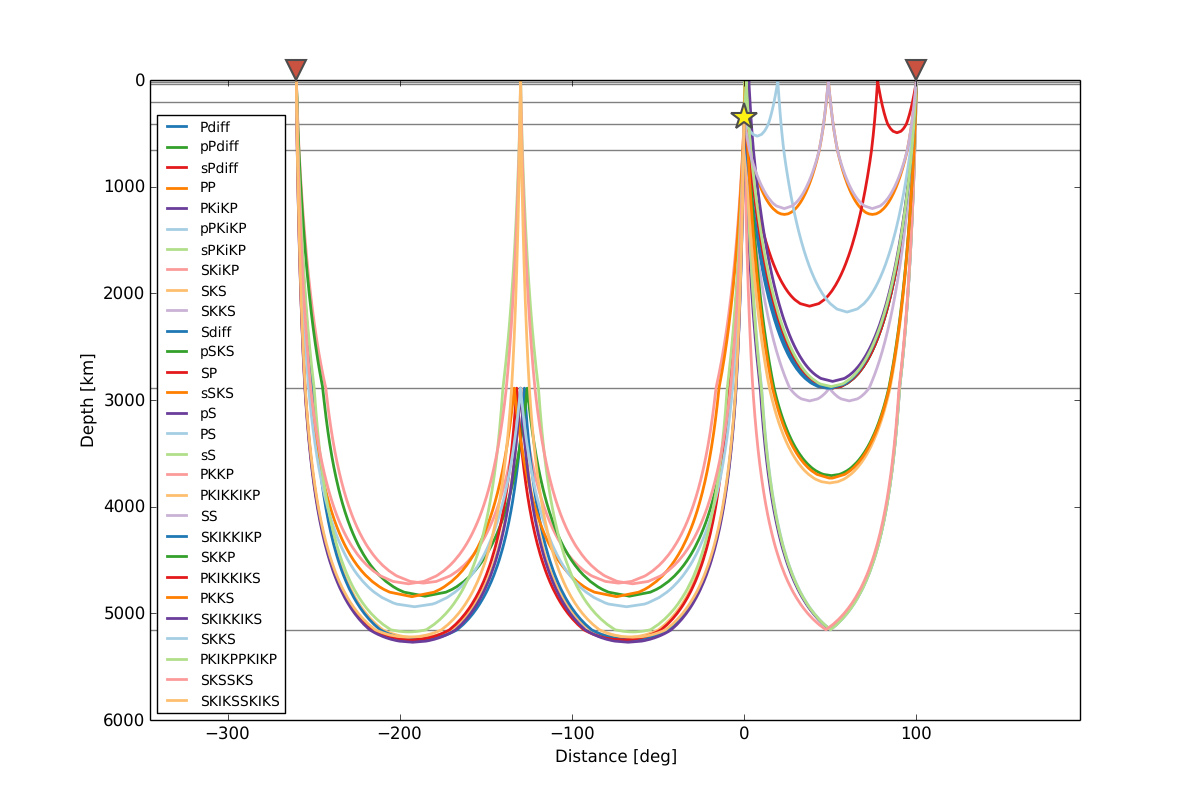 0
1000
2000
3000
4000
5000
6000
Depth [km]
Pdiff
pPdiff
sPdiff
PP
PKiKP
pPKiKP
sPKiKP
SKiKP
SKS
SKKS
Sdiff
pSKS
SP
sSKS
pS
PS
sS
PKKP
PKIKKIKP
SS
SKIKKIKP
SKKP
PKIKKIKS
PKKS
SKIKKIKS
SKKS
PKIKPPKIKP
SKSSKS
SKIKSSKIKS
−300 −200 −100 0 100
Distance [deg]